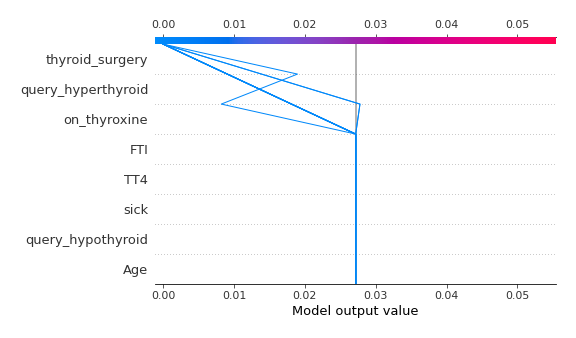 0.00 0.01 0.02 0.03 0.04 0.05
thyroid_surgery
query_hyperthyroid
on_thyroxine
FTI
TT4
sick
query_hypothyroid
Age
0.00 0.01 0.02 0.03 0.04 0.05
Model output value